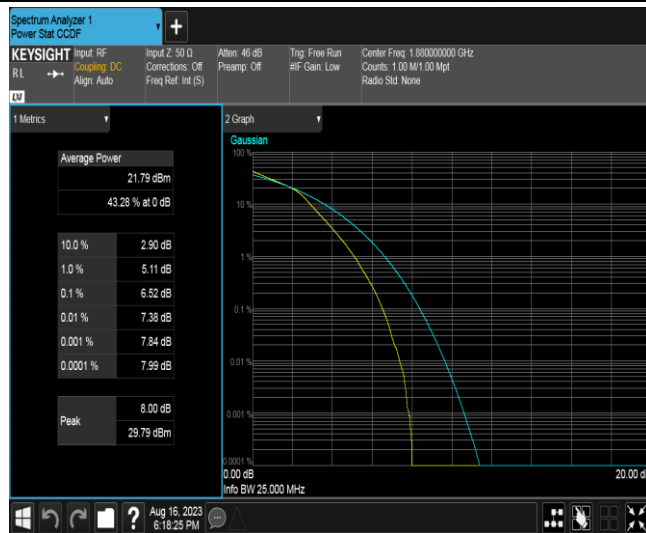 Spectrum Analyzer 1
Power Stat CCDF
+
KEYSIGHT
RL
LXI
Input: RF
Coupling: DC
Align: Auto
Input Z: 50 Ω
Corrections: Off
Freq Ref: Int (S)
Atten: 46 dB
Preamp: Off
Trig: Free Run
#IF Gain: Low
Center Freq: 1.880000000 GHz
Counts: 1.00 M/1.00 Mpt
Radio Std: None
1 Metrics
Average Power
21.79 dBm
43.28 % at 0 dB
10.0 % 2.90 dB
1.0 % 5.11 dB
0.1 % 6.52 dB
0.01 % 7.38 dB
0.001 % 7.84 dB
0.0001 % 7.99 dB
Peak
8.00 dB
29.79 dBm
2 Graph
Gaussian
100 %
10 %
1 %
0.1 %
0.01 %
0.001 %
0.0001 %
0.00 dB 20.00 d
Info BW 25.000 MHz
?
Aug 16, 2023
6:18:25 PM